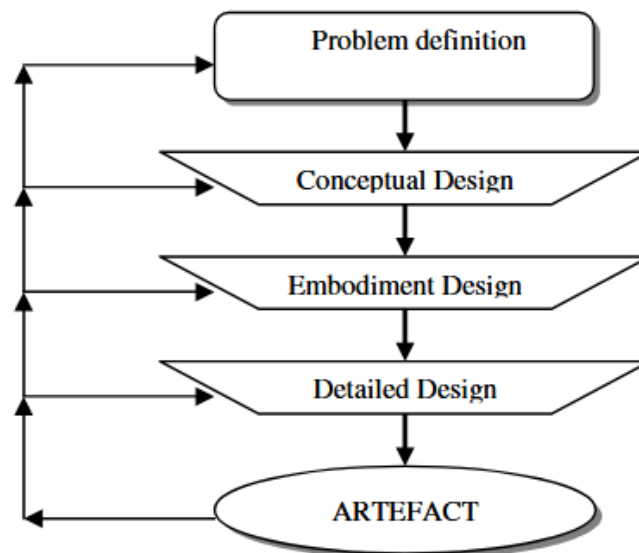 Problem definition
Conceptual Design
Embodiment Design
Detailed Design
ARTEFACT